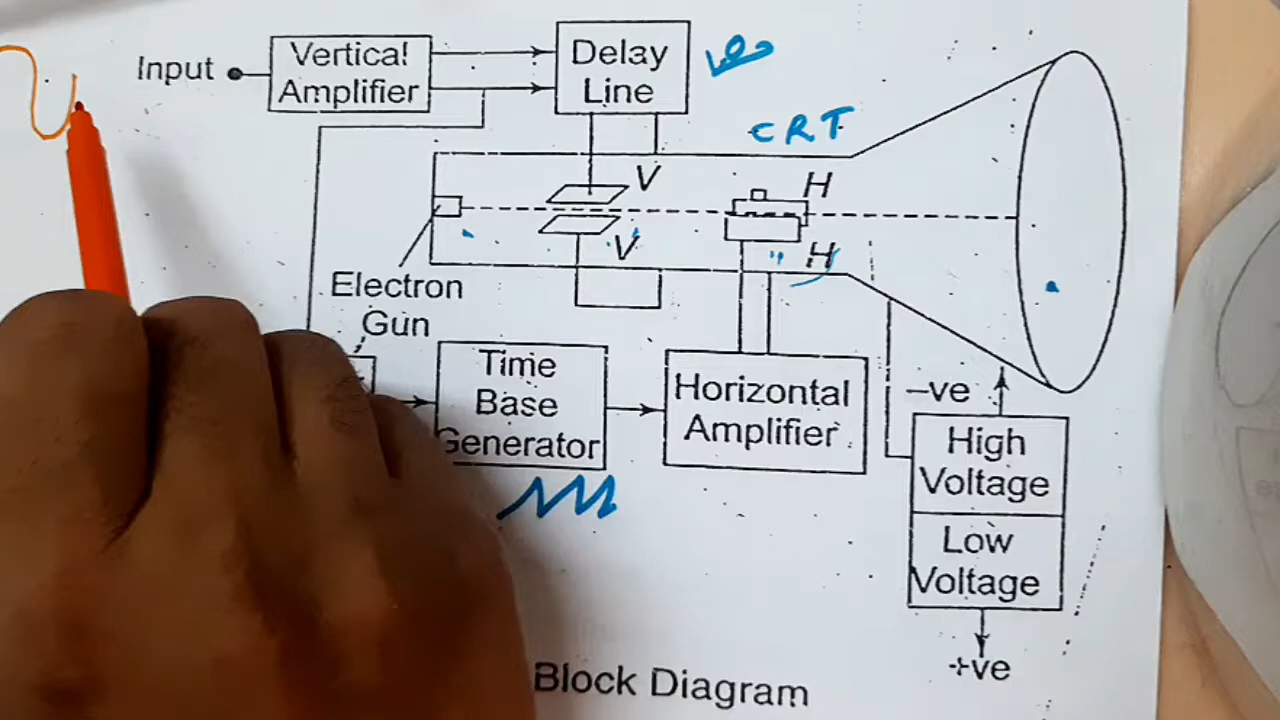 Input
Vertical
Amplifier
Delay
Line
CRT
V
H
V
H
Electron
Gun
Time
Base
Generator
Horizontal
Amplifier
–ve
High
Voltage
Low
Voltage
+ve
Block Diagram